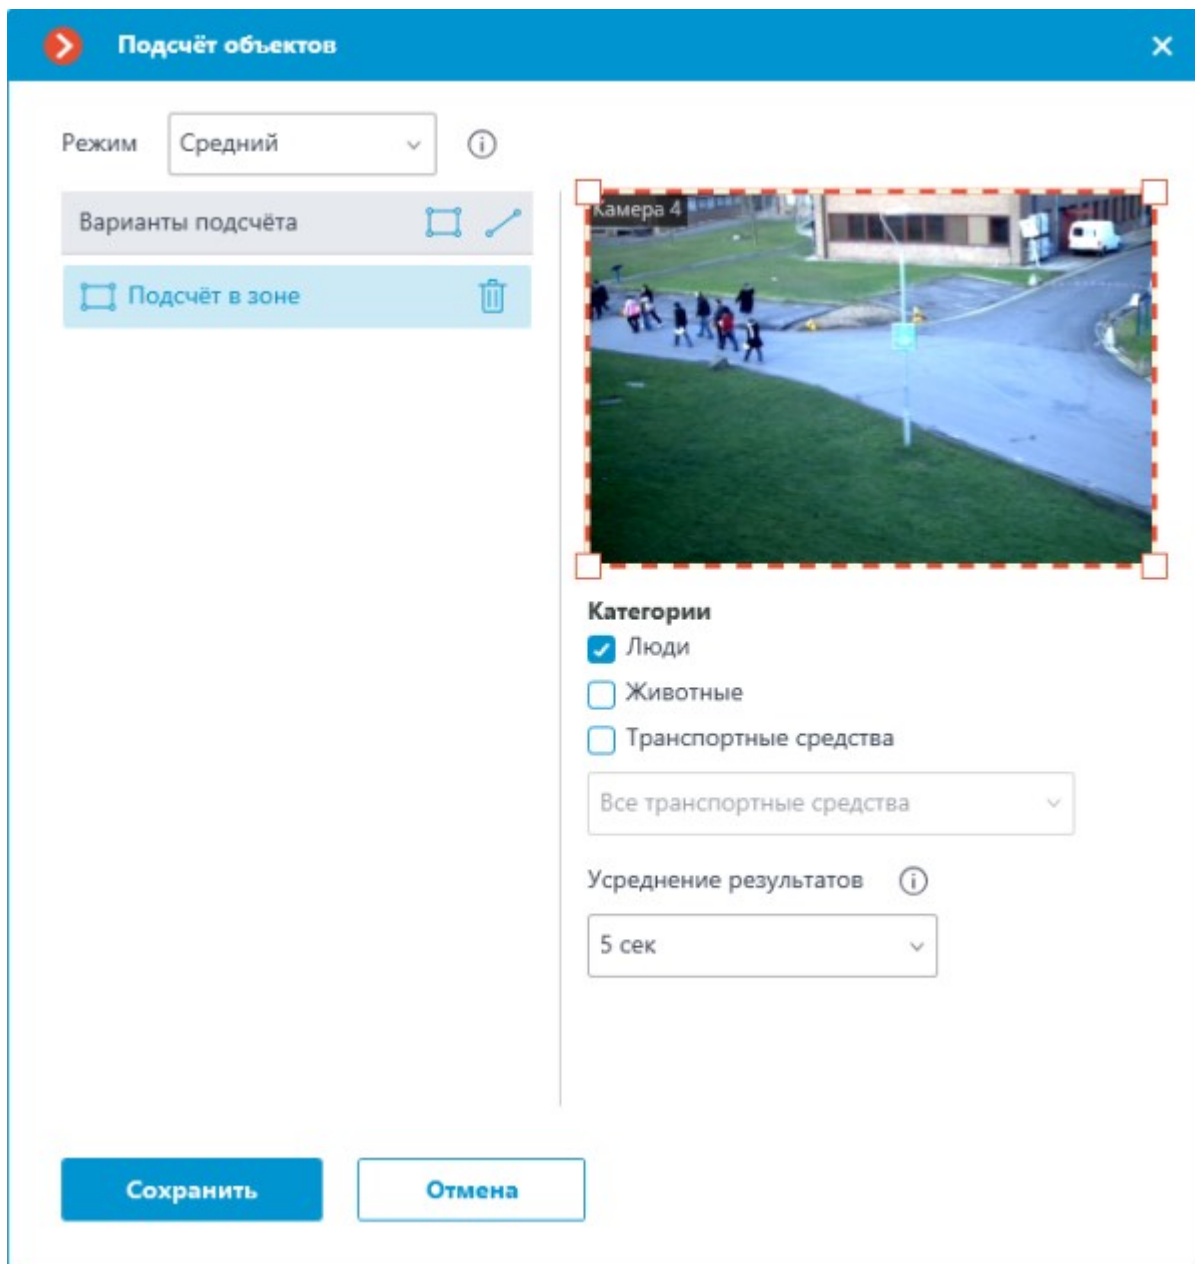 Подсчёт объектов
Режим
Средний
Варианты подсчёта
Подсчёт в зоне
Камера 4
Категории
Люди
Животные
Транспортные средства
Все транспортные средства
Усреднение результатов
5 сек
Сохранить
Отмена